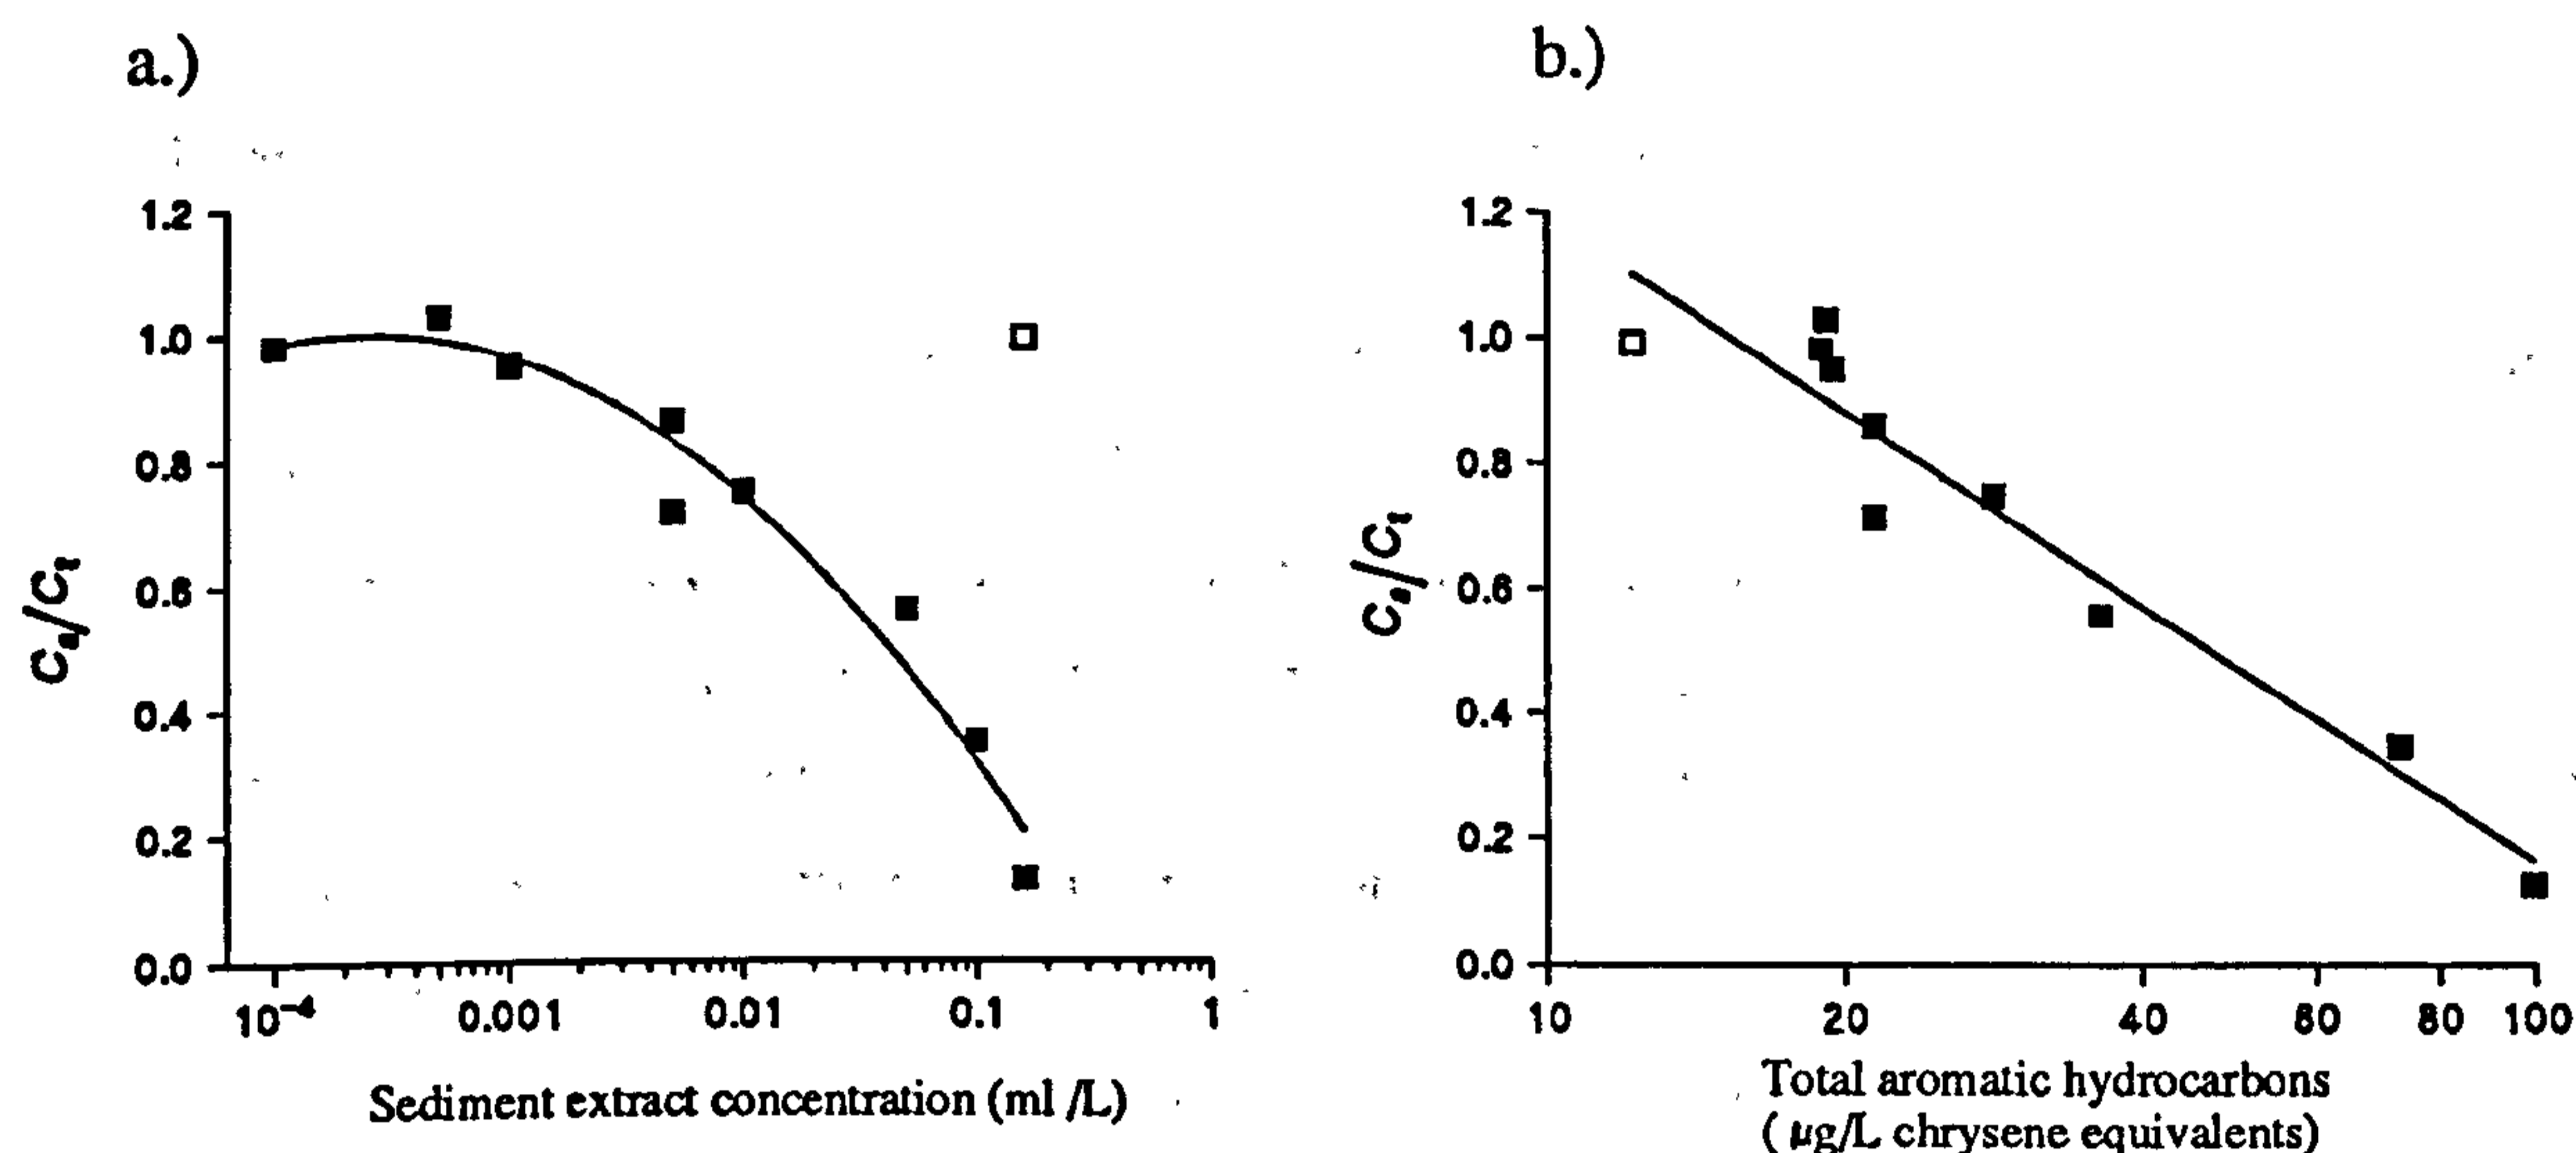 a.)
1.2
1.0
0.8
0.6
0.4
0.2
0.0
Cₐ/Cₜ
10⁻⁴ 0.001 0.01 0.1 1
Sediment extract concentration (ml /L)
b.)
1.2
1.0
0.8
0.6
0.4
0.2
0.0
Cₐ/Cₜ
10 20 40 60 80 100
Total aromatic hydrocarbons
( µg/L chrysene equivalents)